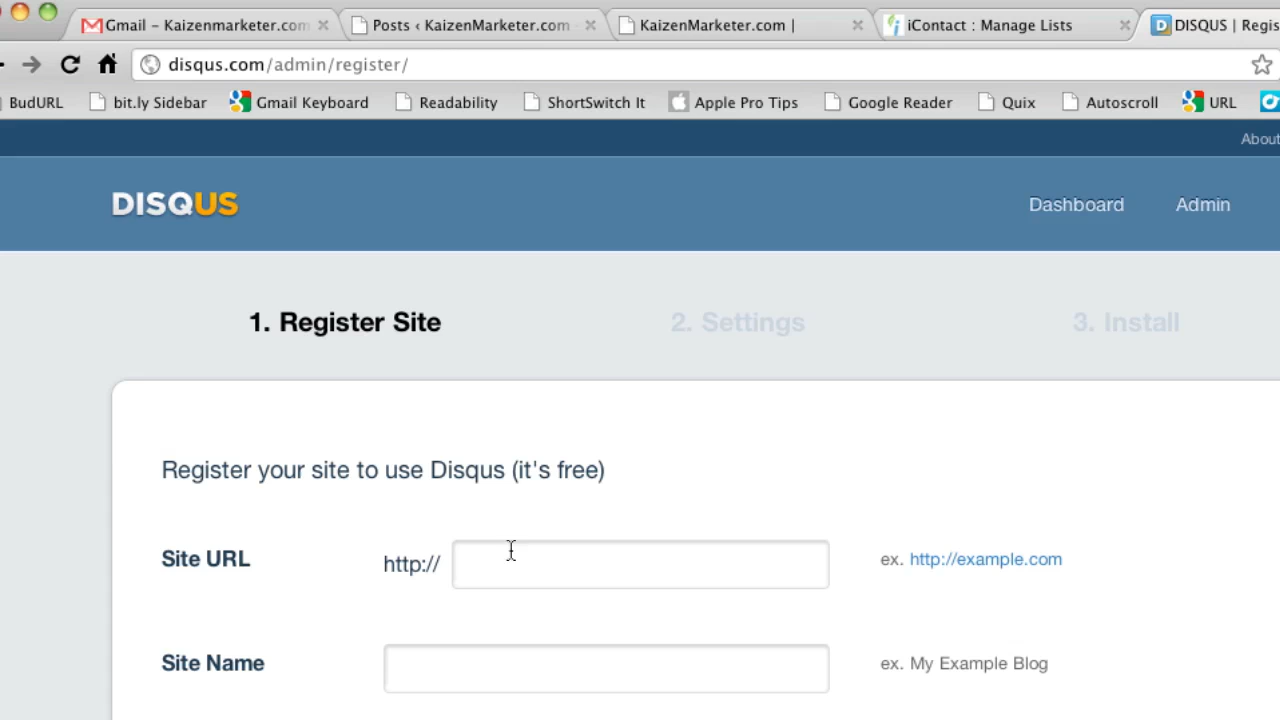 Gmail – Kaizenmarketer.com Posts ‹ KaizenMarketer.com – KaizenMarketer.com | iContact : Manage Lists DISQUS | Regis
disqus.com/admin/register/
BudURL bit.ly Sidebar Gmail Keyboard Readability ShortSwitch It Apple Pro Tips Google Reader Quix Autoscroll URL
About
DISQUS Dashboard Admin
1. Register Site 2. Settings 3. Install
Register your site to use Disqus (it's free)
Site URL http:// ex. http://example.com
Site Name ex. My Example Blog